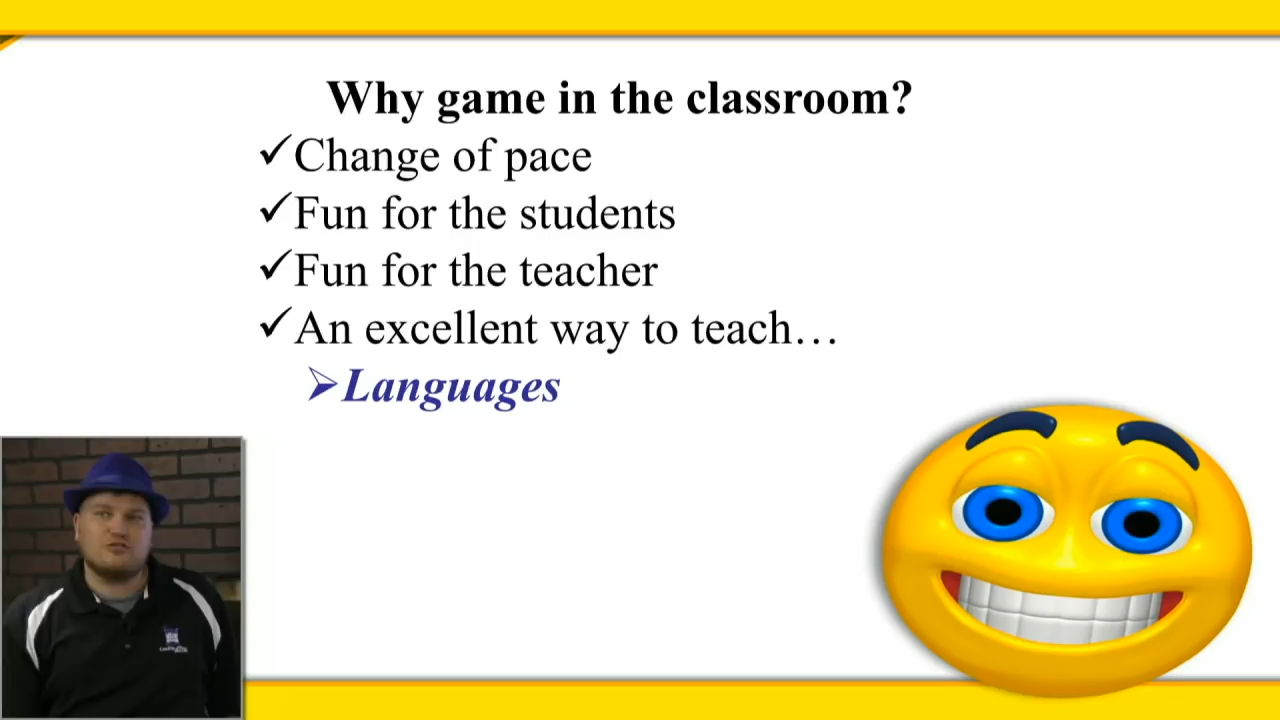 Why game in the classroom?
✓Change of pace
✓Fun for the students
✓Fun for the teacher
✓An excellent way to teach…
➢Languages